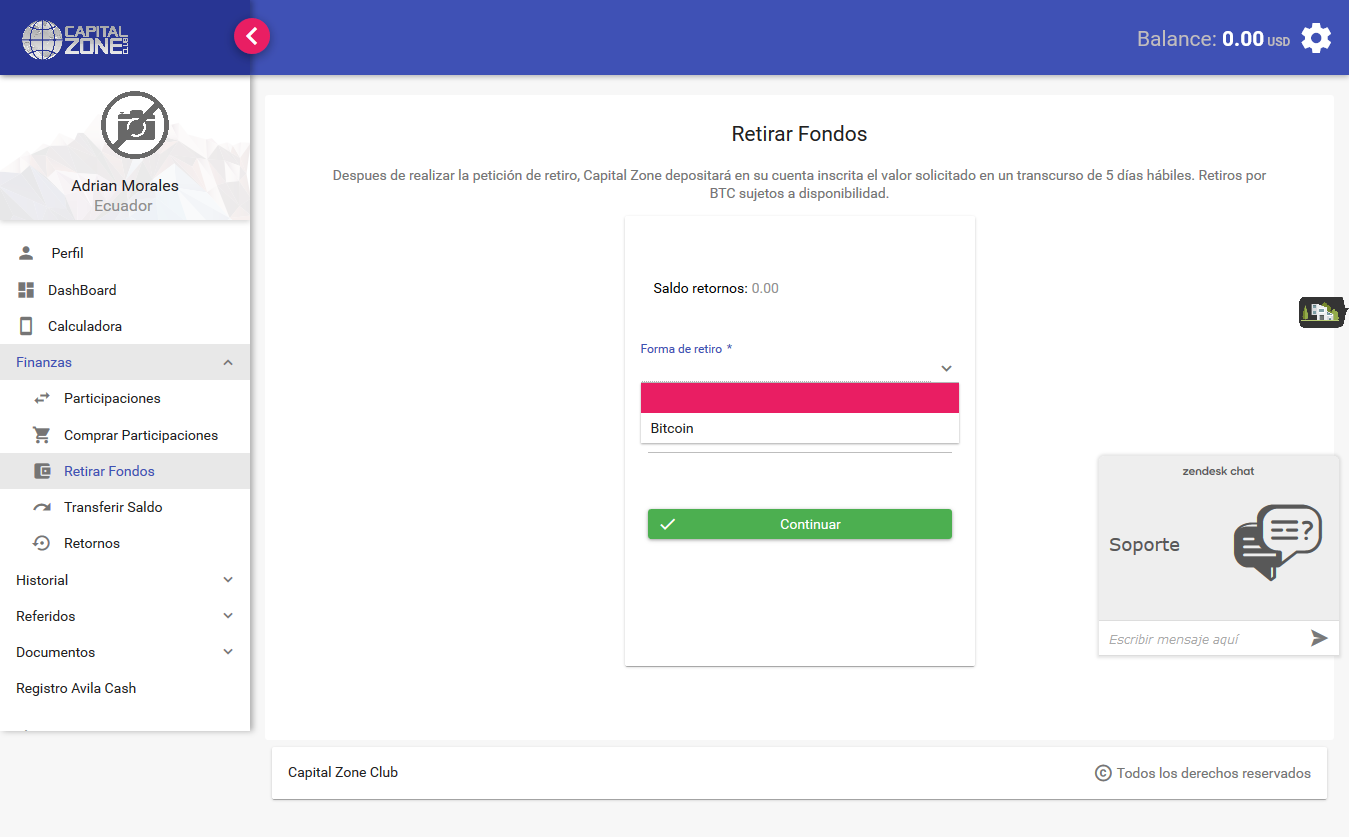 CAPITAL
ZONE
CLUB
Balance: 0.00 USD
Adrian Morales
Ecuador
Perfil
DashBoard
Calculadora
Finanzas
Participaciones
Comprar Participaciones
Retirar Fondos
Transferir Saldo
Retornos
Historial
Referidos
Documentos
Registro Avila Cash
Retirar Fondos
Despues de realizar la petición de retiro, Capital Zone depositará en su cuenta inscrita el valor solicitado en un transcurso de 5 días hábiles. Retiros por
BTC sujetos a disponibilidad.
Saldo retornos: 0.00
Forma de retiro *
Bitcoin
Continuar
zendesk chat
Soporte
Escribir mensaje aquí
Capital Zone Club
© Todos los derechos reservados